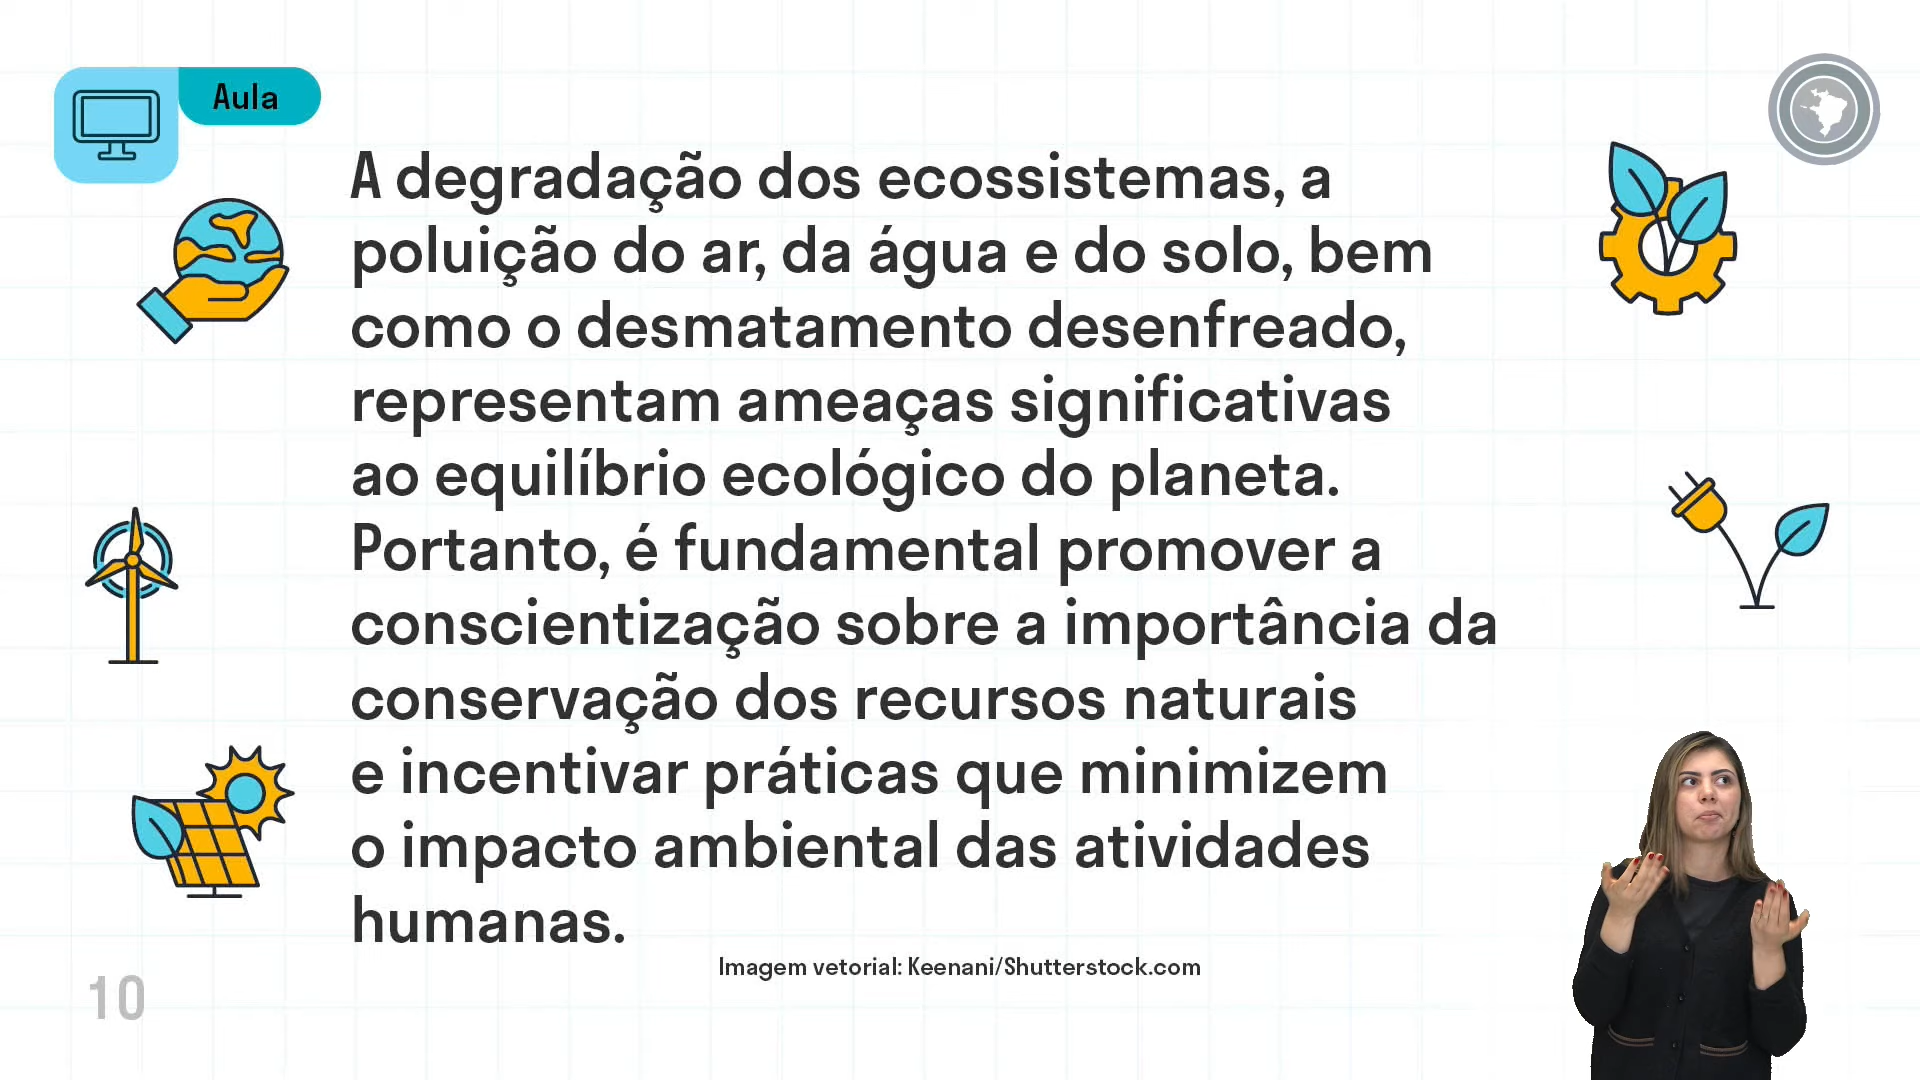 Aula
A degradação dos ecossistemas, a
poluição do ar, da água e do solo, bem
como o desmatamento desenfreado,
representam ameaças significativas
ao equilíbrio ecológico do planeta.
Portanto, é fundamental promover a
conscientização sobre a importância da
conservação dos recursos naturais
e incentivar práticas que minimizem
o impacto ambiental das atividades
humanas.
Imagem vetorial: Keenani/Shutterstock.com
10